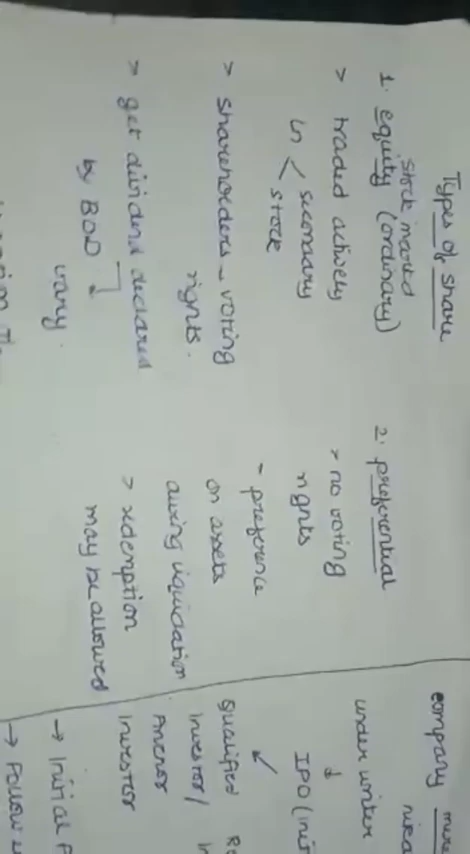 Types of share
1. equity (ordinary)
stock market
> traded actively
in < secondary
stock
> Shareholders → voting
rights.
> get dividend declared
by BOD
vary.
2. preferential
> no voting
rights
- preference
on assets
during liquidation
> redemption
may be allowed
company
under writer
↓
IPO (
qualified
investor /
Anchor
Investor
→ Initial P
→ Follow